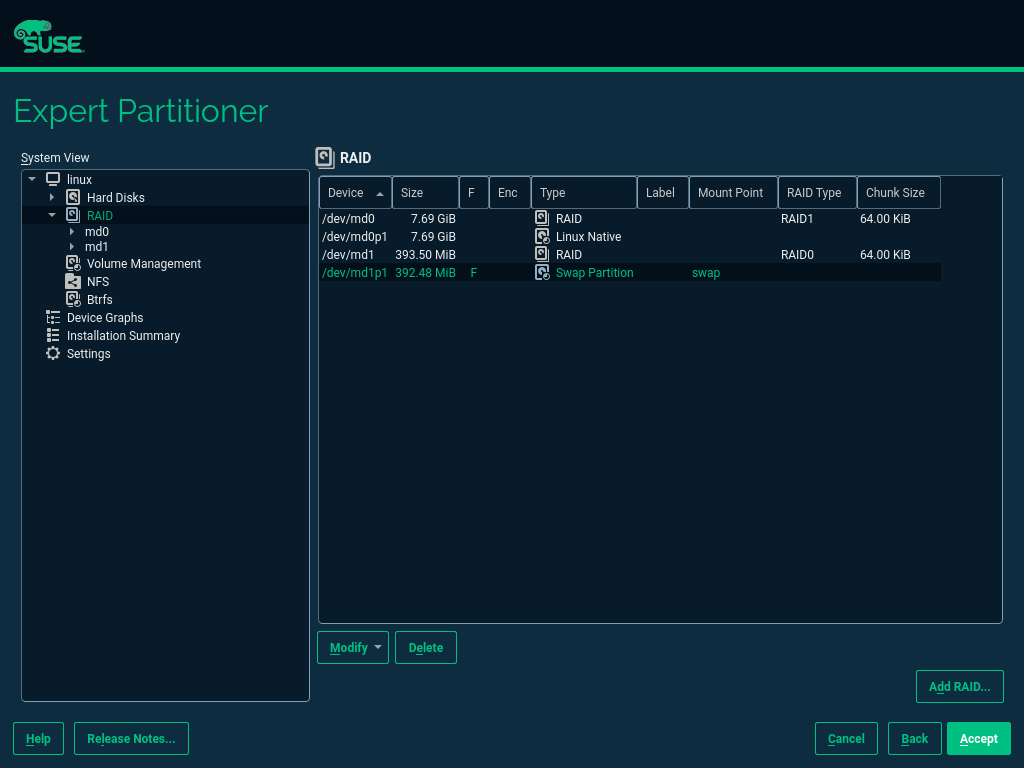 SUSE
Expert Partitioner
System View
linux
Hard Disks
RAID
md0
md1
Volume Management
NFS
Btrfs
Device Graphs
Installation Summary
Settings
RAID
Device Size F Enc Type Label Mount Point RAID Type Chunk Size
/dev/md0 7.69 GiB RAID RAID1 64.00 KiB
/dev/md0p1 7.69 GiB Linux Native
/dev/md1 393.50 MiB RAID RAID0 64.00 KiB
/dev/md1p1 392.48 MiB F Swap Partition swap
Modify Delete
Add RAID...
Help Release Notes... Cancel Back Accept